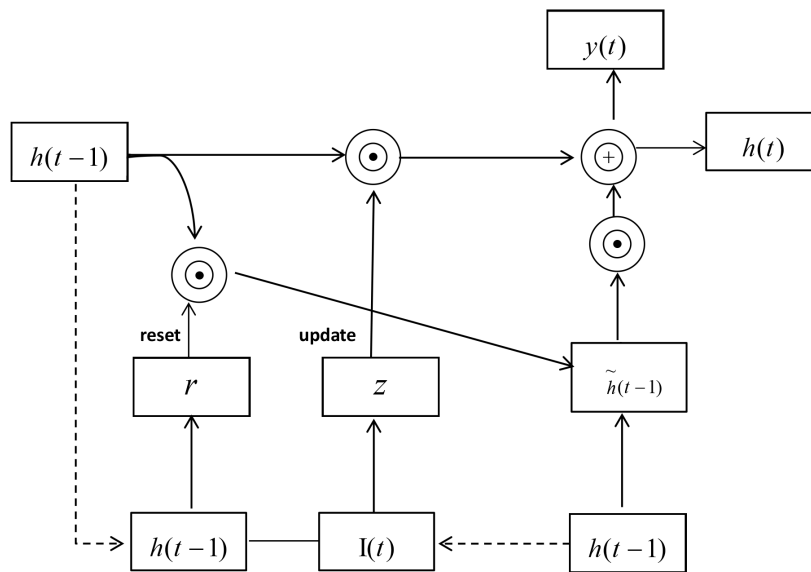 y(t)
h(t−1)
h(t)
reset
update
r
z
h̃(t−1)
h(t−1)
I(t)
h(t−1)